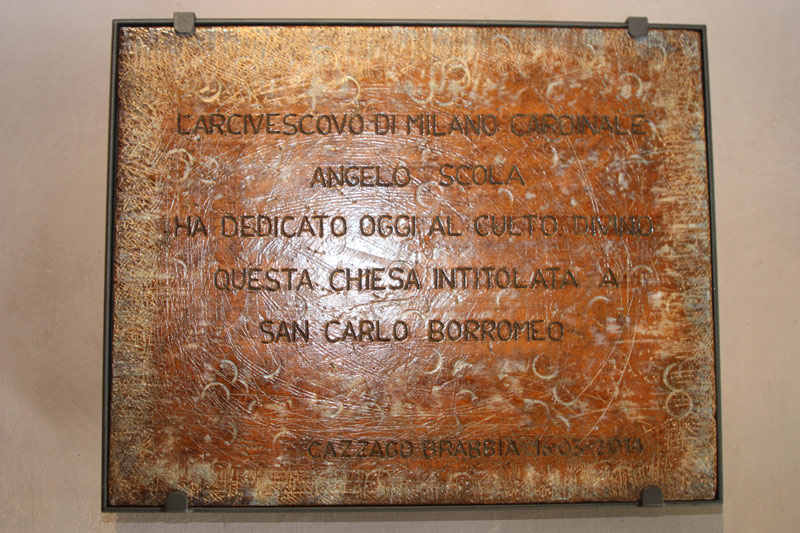 L'ARCIVESCOVO DI MILANO CARDINALE
ANGELO SCOLA
HA DEDICATO OGGI AL CULTO DIVINO
QUESTA CHIESA INTITOLATA A
SAN CARLO BORROMEO
CAZZAGO BRABBIA